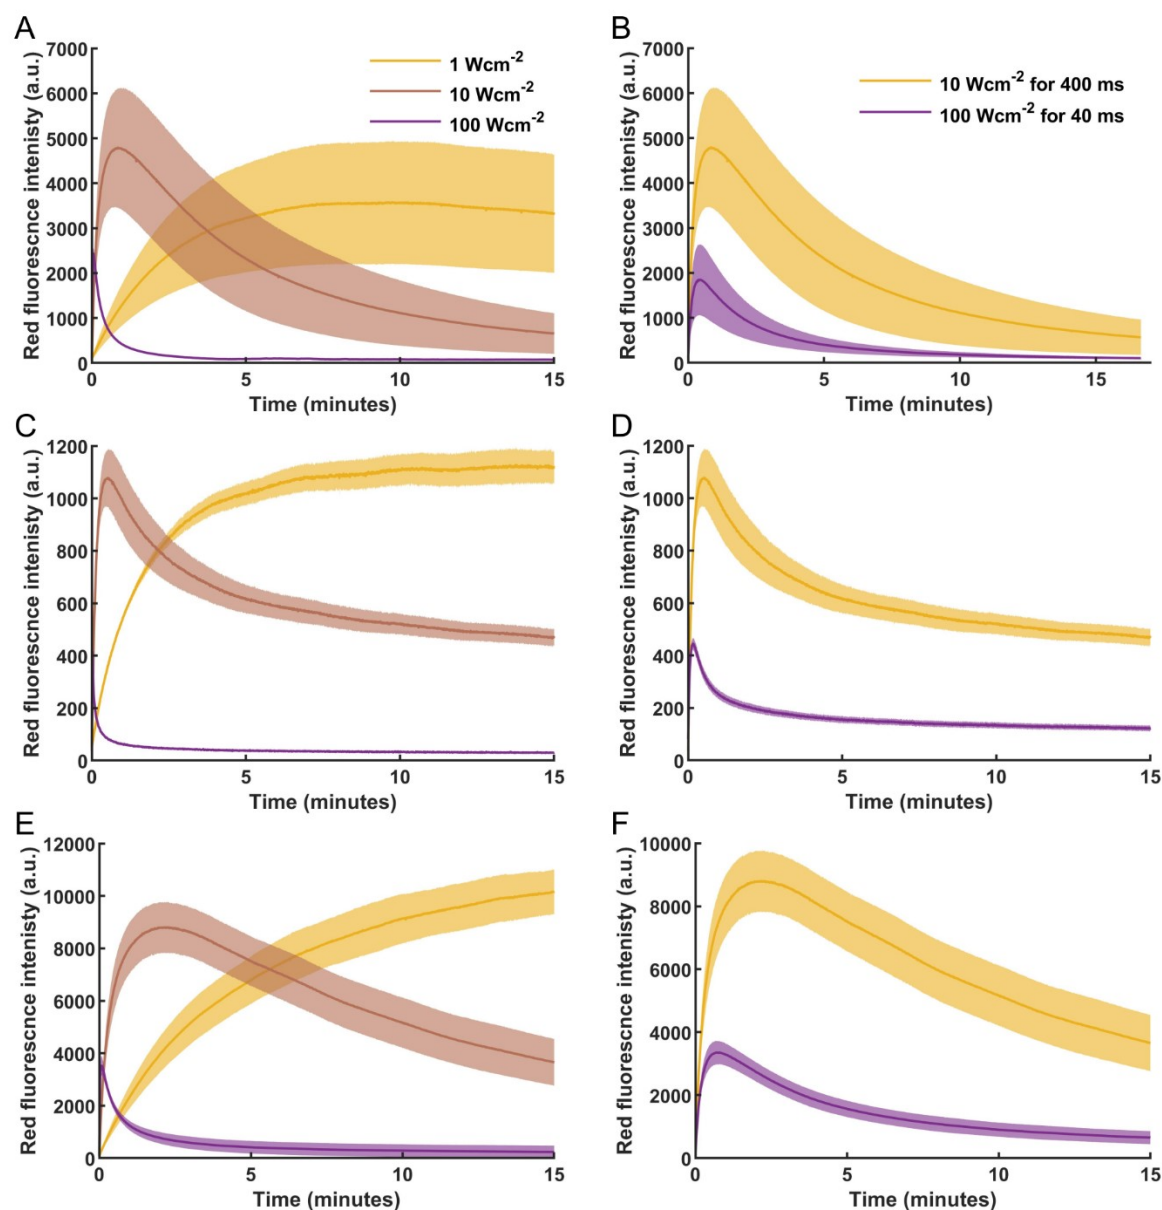 A
Red fluorescnce intenisty (a.u.)
7000
6000
5000
4000
3000
2000
1000
0
1 Wcm-2
10 Wcm-2
100 Wcm-2
0 5 10 15
Time (minutes)
B
Red fluorescnce intenisty (a.u.)
7000
6000
5000
4000
3000
2000
1000
0
10 Wcm-2 for 400 ms
100 Wcm-2 for 40 ms
0 5 10 15
Time (minutes)
C
Red fluorescnce intenisty (a.u.)
1200
1000
800
600
400
200
0
0 5 10 15
Time (minutes)
D
Red fluorescnce intenisty (a.u.)
1200
1000
800
600
400
200
0
0 5 10 15
Time (minutes)
E
Red fluorescnce intenisty (a.u.)
12000
10000
8000
6000
4000
2000
0
0 5 10 15
Time (minutes)
F
Red fluorescnce intenisty (a.u.)
10000
8000
6000
4000
2000
0
0 5 10 15
Time (minutes)